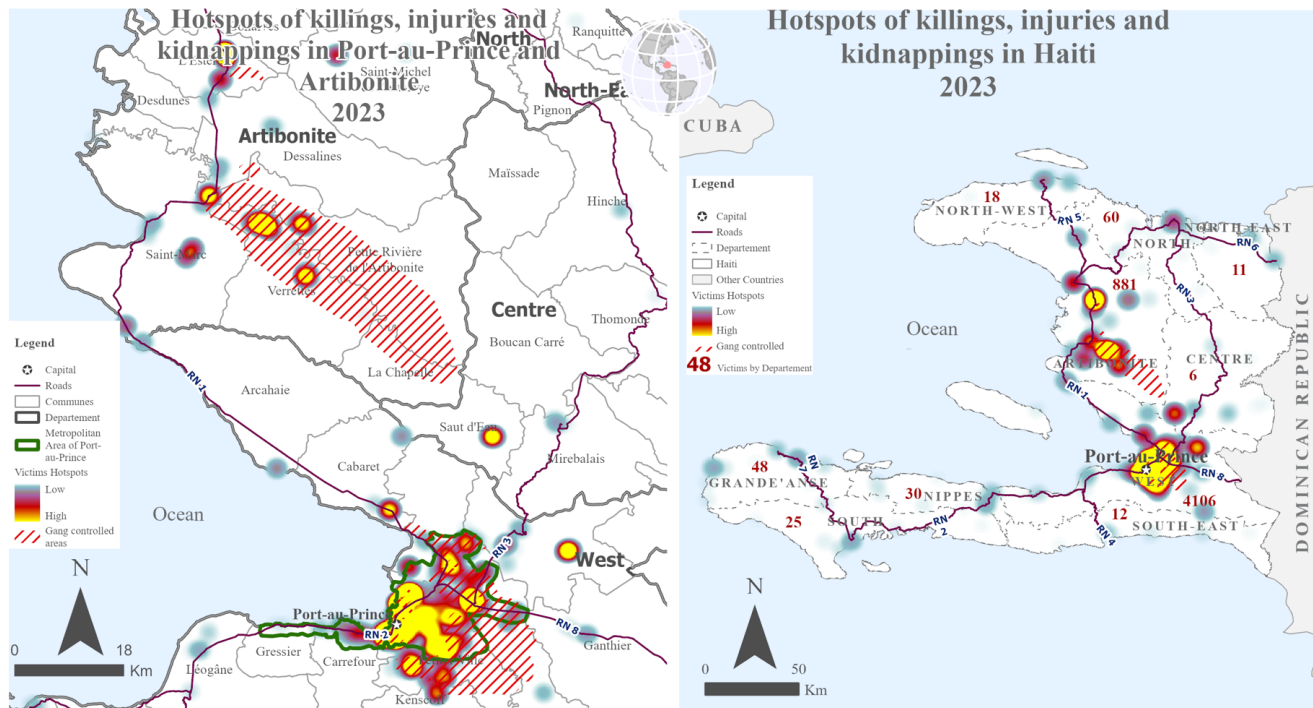 Hotspots of killings, injuries and
kidnappings in Port-au-Prince and
Artibonite
2023
North
Ranquitte
L'Estère
Saint-Michel
Desdunes
North-Ea
Pignon
Artibonite
Dessalines
Maïssade
Hinche
Saint-Marc
Petite Rivière
de l'Artibonite
Verrettes
Centre
Thomonde
Boucan Carré
La Chapelle
RN 1
Arcahaie
Saut d'Eau
Mirebalais
Cabaret
Ocean
RN 3
West
Port-au-Prince
RN 2
RN 8
Gressier
Carrefour
Ganthier
Léogâne
Kenscoff
Legend
Capital
Roads
Communes
Departement
Metropolitan
Area of Port-
au-Prince
Victims Hotspots
Low
High
Gang controlled
areas
N
0
18
Km
Hotspots of killings, injuries and
kidnappings in Haiti
2023
CUBA
Legend
Capital
Roads
Departement
Haiti
Other Countries
Victims Hotspots
Low
High
Gang controlled
48 Victims by Departement
18
NORTH-WEST
RN 5
60
NORTH
NORTH-EAST
RN 6
11
881
RN 3
Ocean
ARTIBONITE
CENTRE
6
RN 1
DOMINICAN REPUBLIC
Port-au-Prince
WEST
RN 8
4106
48
GRANDE'ANSE
RN
7
30
NIPPES
25
SOUTH
RN
2
12
RN 4
SOUTH-EAST
N
0
50
Km